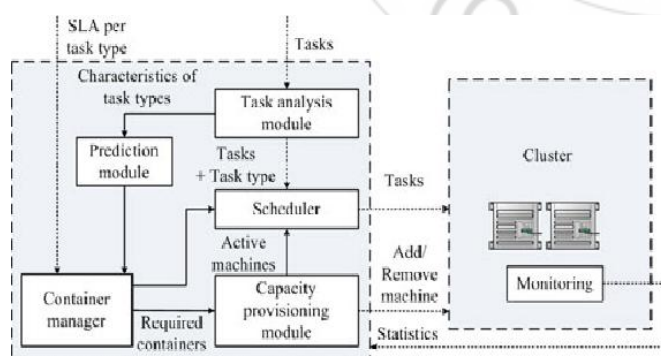 SLA per
task type
Tasks
Characteristics of
task types
Task analysis
module
Prediction
module
Tasks
+ Task type
Scheduler
Tasks
Cluster
Active
machines
Add/
Remove
machine
Monitoring
Container
manager
Required
containers
Capacity
provisioning
module
Statistics